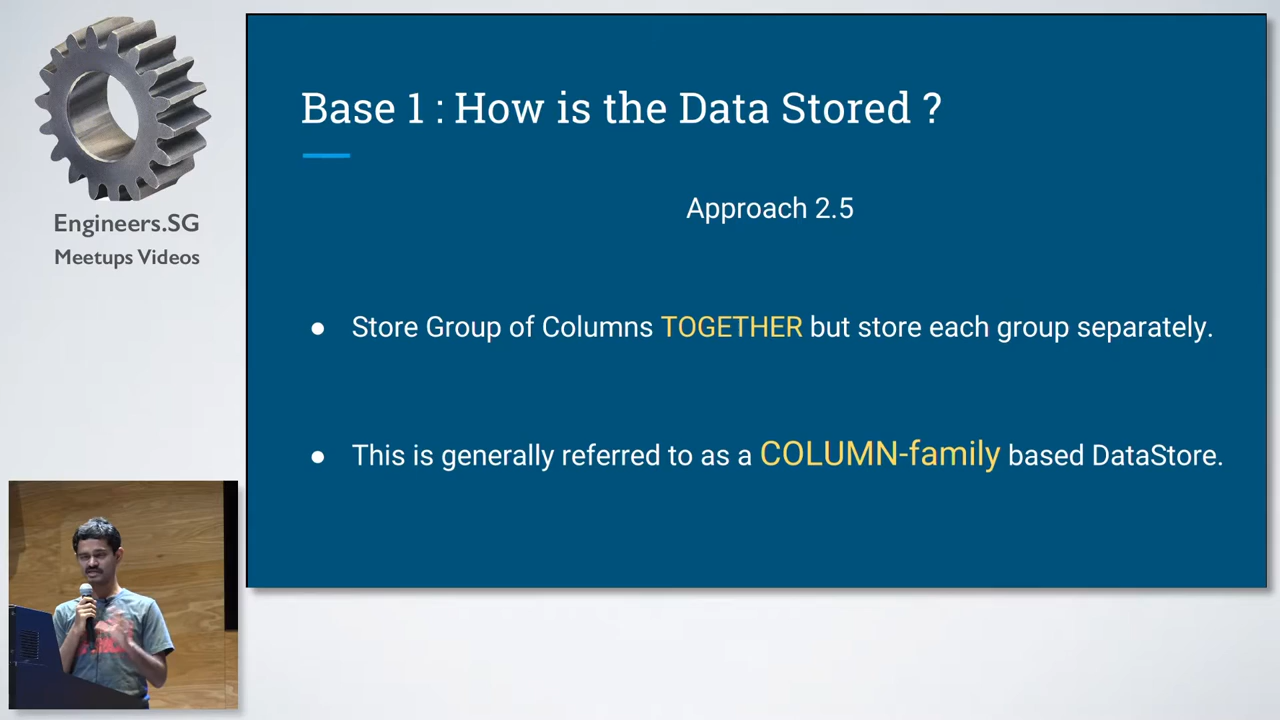 Engineers.SG
Meetups Videos
Base 1 : How is the Data Stored ?
Approach 2.5
● Store Group of Columns TOGETHER but store each group separately.
● This is generally referred to as a COLUMN-family based DataStore.